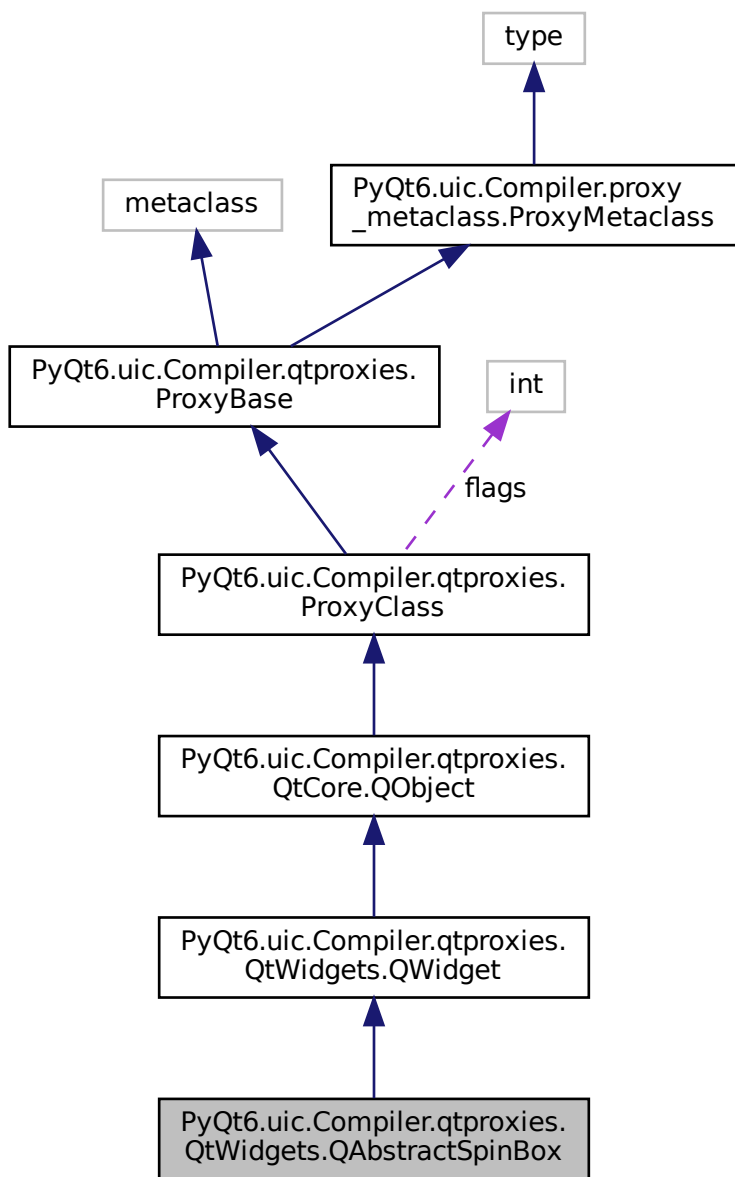 type
PyQt6.uic.Compiler.proxy
_metaclass.ProxyMetaclass
metaclass
PyQt6.uic.Compiler.qtproxies.
ProxyBase
int
flags
PyQt6.uic.Compiler.qtproxies.
ProxyClass
PyQt6.uic.Compiler.qtproxies.
QtCore.QObject
PyQt6.uic.Compiler.qtproxies.
QtWidgets.QWidget
PyQt6.uic.Compiler.qtproxies.
QtWidgets.QAbstractSpinBox